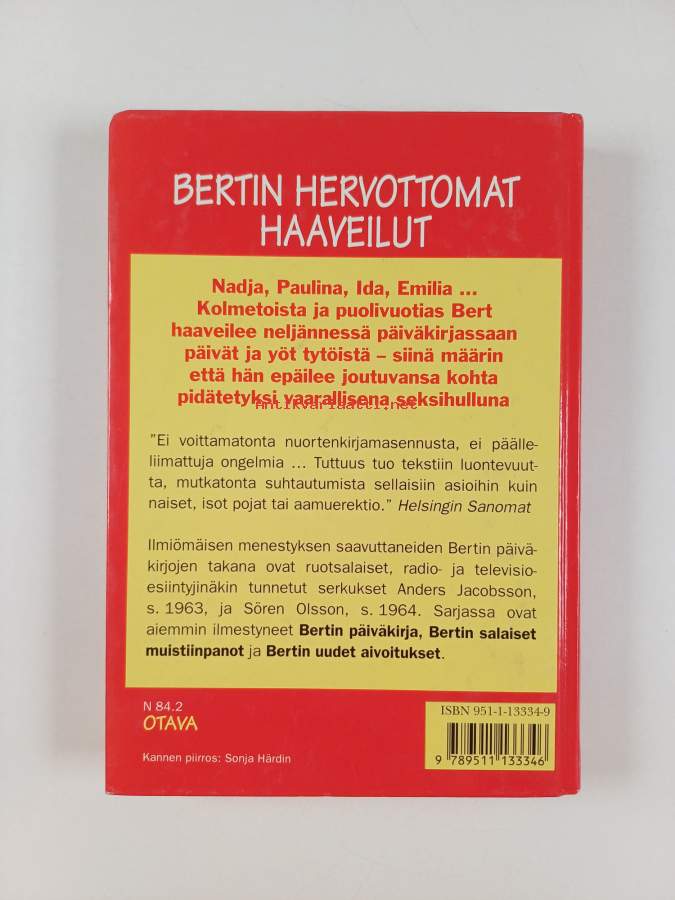 BERTIN HERVOTTOMAT
HAAVEILUT
Nadja, Paulina, Ida, Emilia ...
Kolmetoista ja puolivuotias Bert
haaveilee neljännessä päiväkirjassaan
päivät ja yöt tytöistä – siinä määrin
että hän epäilee joutuvansa kohta
pidätetyksi vaarallisena seksihulluna
Antikvariaatti.net
"Ei voittamatonta nuortenkirjamasennusta, ei päälle-
liimattuja ongelmia ... Tuttuus tuo tekstiin luontevuut-
ta, mutkatonta suhtautumista sellaisiin asioihin kuin
naiset, isot pojat tai aamuerektio." Helsingin Sanomat
Ilmiömäisen menestyksen saavuttaneiden Bertin päivä-
kirjojen takana ovat ruotsalaiset, radio- ja televisio-
esiintyjinäkin tunnetut serkukset Anders Jacobsson,
s. 1963, ja Sören Olsson, s. 1964. Sarjassa ovat
aiemmin ilmestyneet Bertin päiväkirja, Bertin salaiset
muistiinpanot ja Bertin uudet aivoitukset.
N 84.2
OTAVA
Kannen piirros: Sonja Härdin
ISBN 951-1-13334-9
9 789511 133346